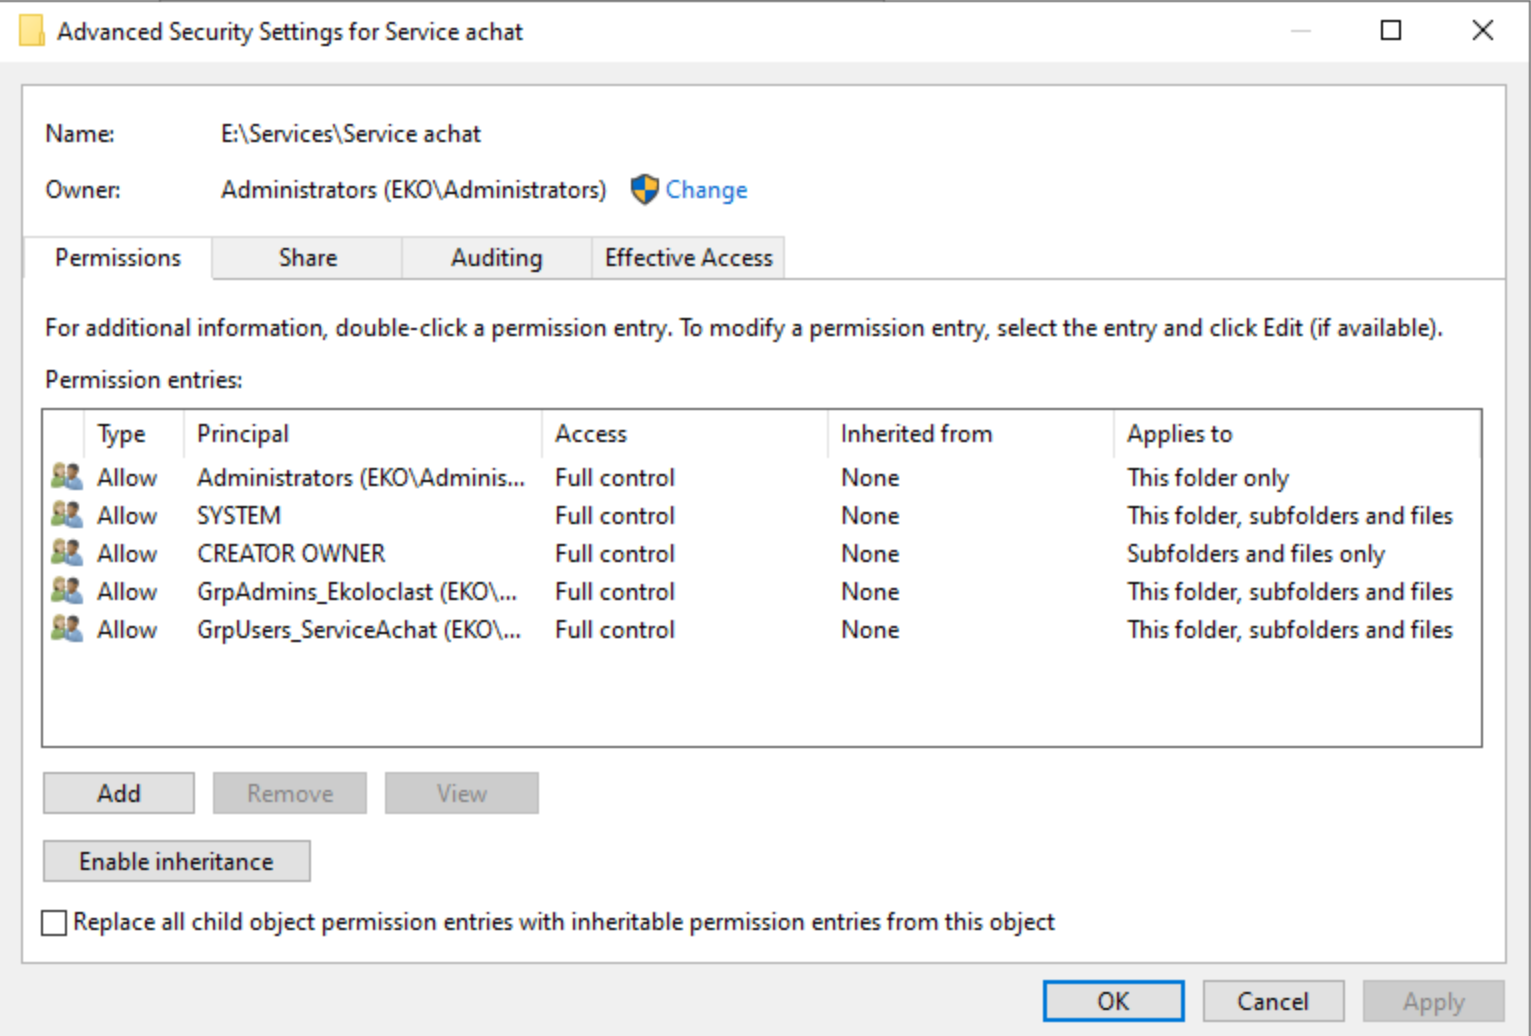 Advanced Security Settings for Service achat
Name: E:\Services\Service achat
Owner: Administrators (EKO\Administrators) Change
Permissions Share Auditing Effective Access
For additional information, double-click a permission entry. To modify a permission entry, select the entry and click Edit (if available).
Permission entries:
Type Principal Access Inherited from Applies to
Allow Administrators (EKO\Adminis... Full control None This folder only
Allow SYSTEM Full control None This folder, subfolders and files
Allow CREATOR OWNER Full control None Subfolders and files only
Allow GrpAdmins_Ekoloclast (EKO\... Full control None This folder, subfolders and files
Allow GrpUsers_ServiceAchat (EKO\... Full control None This folder, subfolders and files
Add Remove View
Enable inheritance
Replace all child object permission entries with inheritable permission entries from this object
OK Cancel Apply